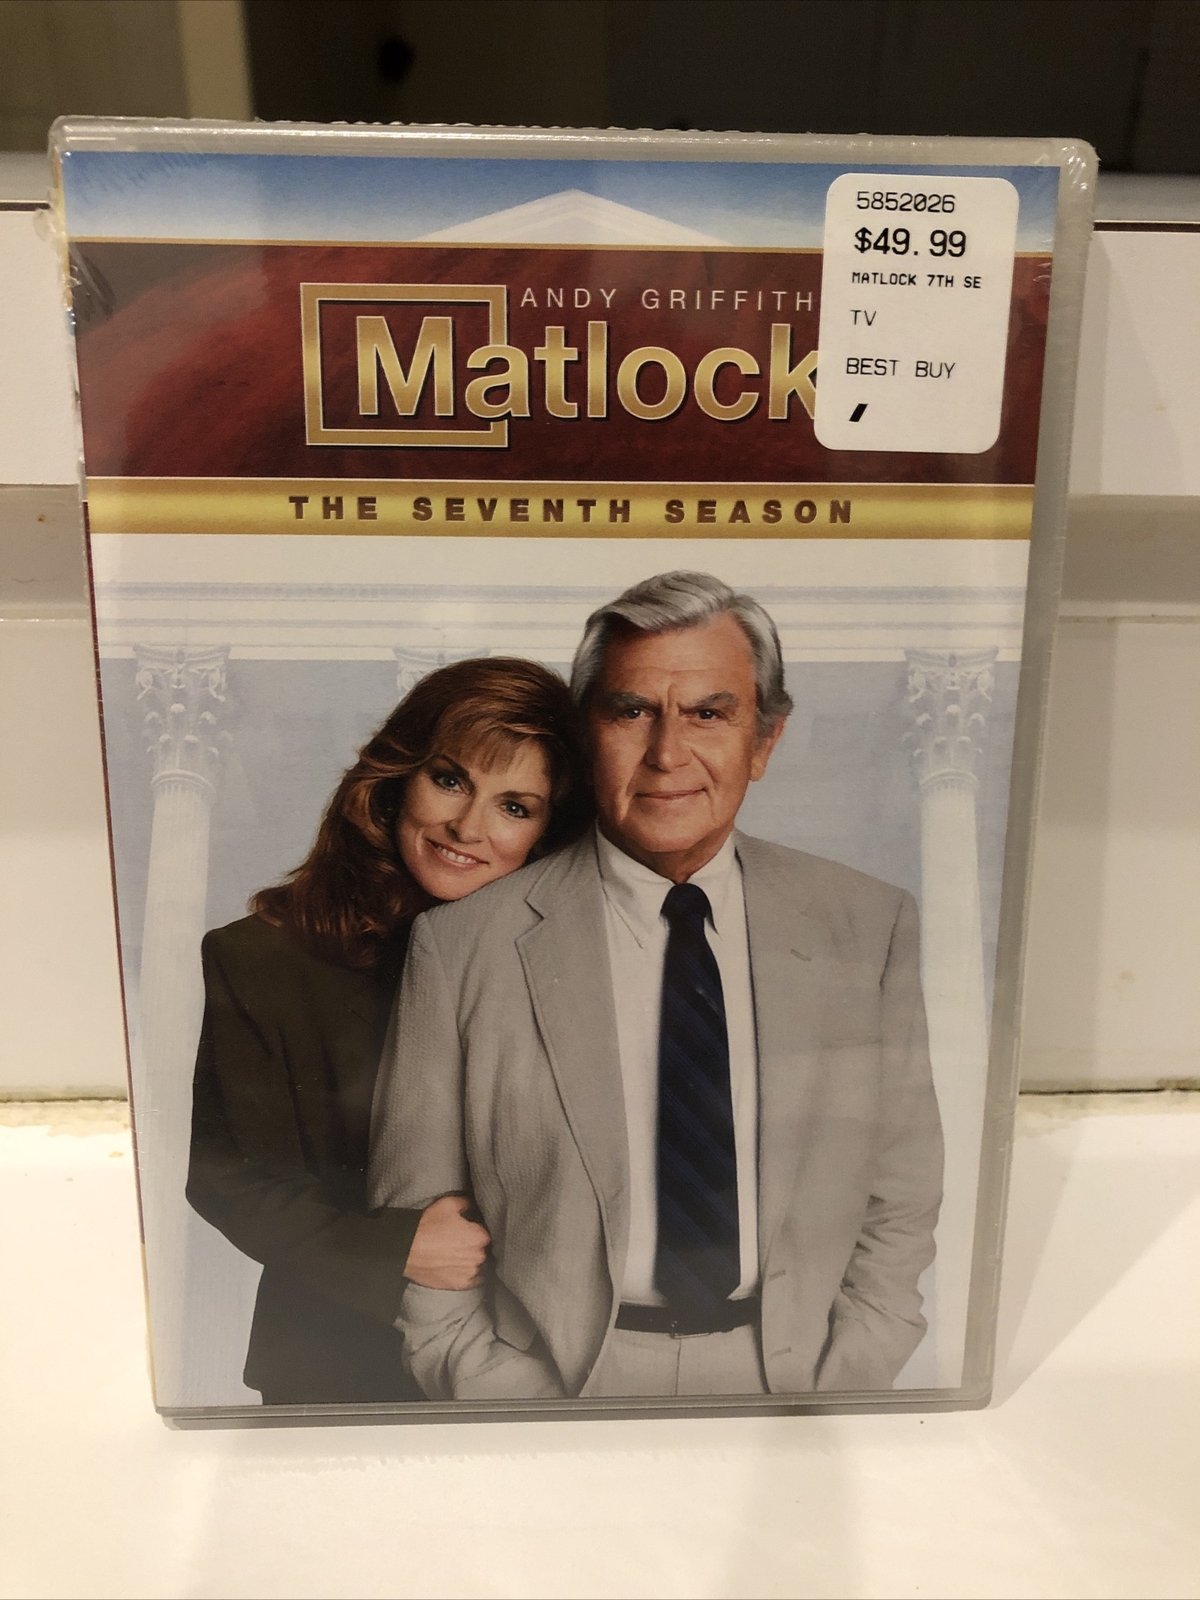 5852026
$49.99
MATLOCK 7TH SE
TV
BEST BUY
ANDY GRIFFITH
Matlock
THE SEVENTH SEASON